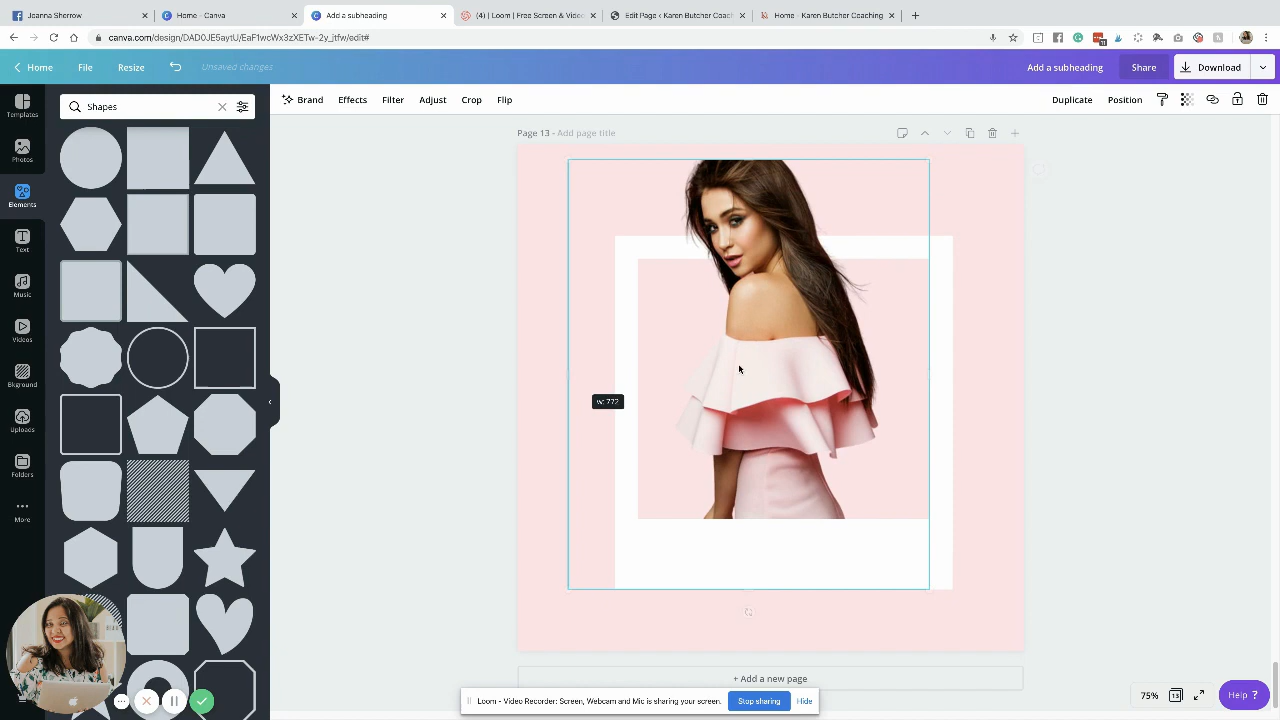 Joanna Serrow
Home - Canva
Add a subheading
(4) | Loom | Free Screen & Video
Edit Page ‹ Karen Butcher Coach
Home - Karen Butcher Coaching
canva.com/design/DAD0JE5aytU/EaF1wcWx3zXETw-2y_jtfw/edit#
Home
File
Resize
Unsaved changes
Add a subheading
Share
Download
Shapes
Brand
Effects
Filter
Adjust
Crop
Flip
Duplicate
Position
Templates
Photos
Elements
Text
Music
Videos
Bkground
Uploads
Folders
More
Page 13 - Add page title
w: 772
+ Add a new page
Loom - Video Recorder: Screen, Webcam and Mic is sharing your screen.
Stop sharing
Hide
75%
Help ?